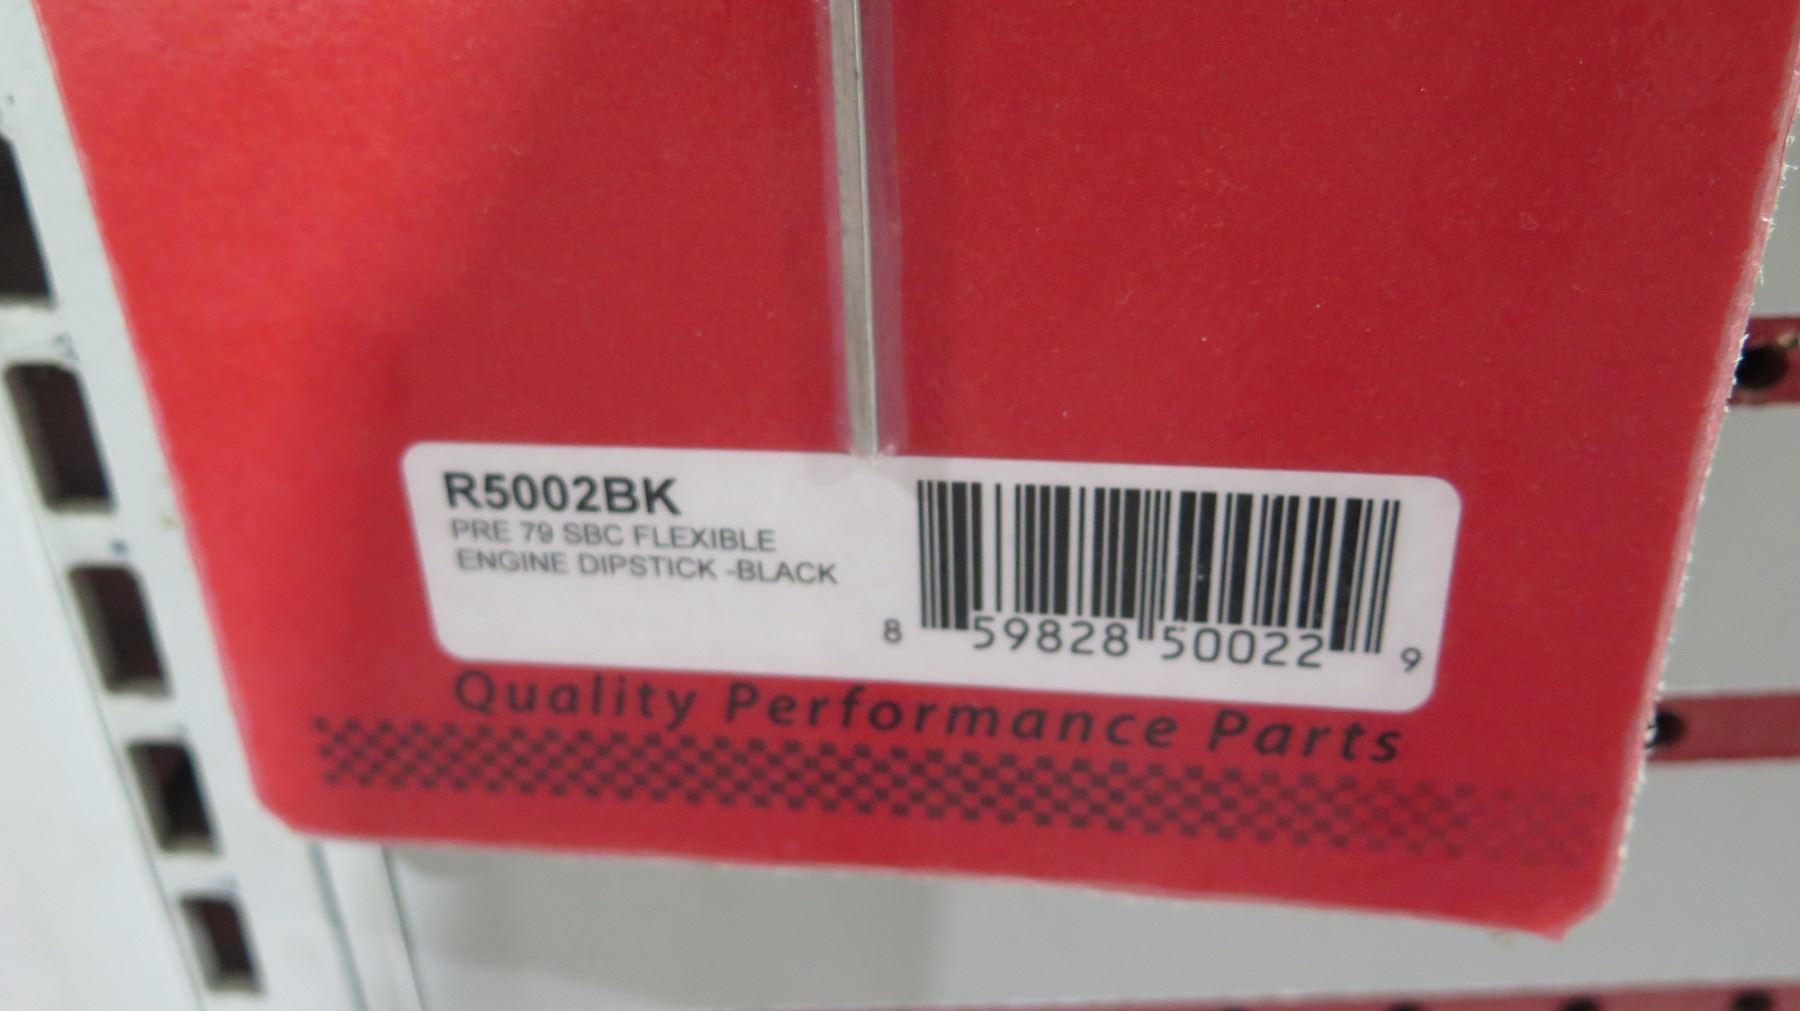 R5002BK
PRE 79 SBC FLEXIBLE
ENGINE DIPSTICK -BLACK
8 59828 50022 9
Quality Performance Parts